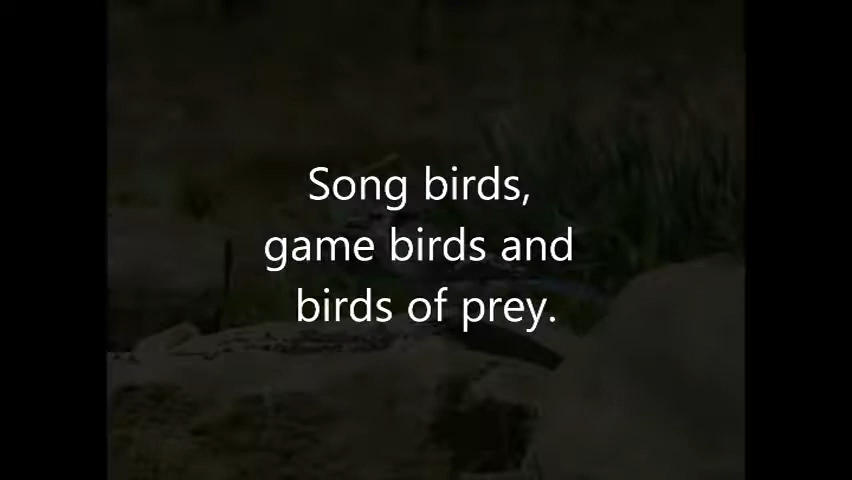 Song birds,
game birds and
birds of prey.